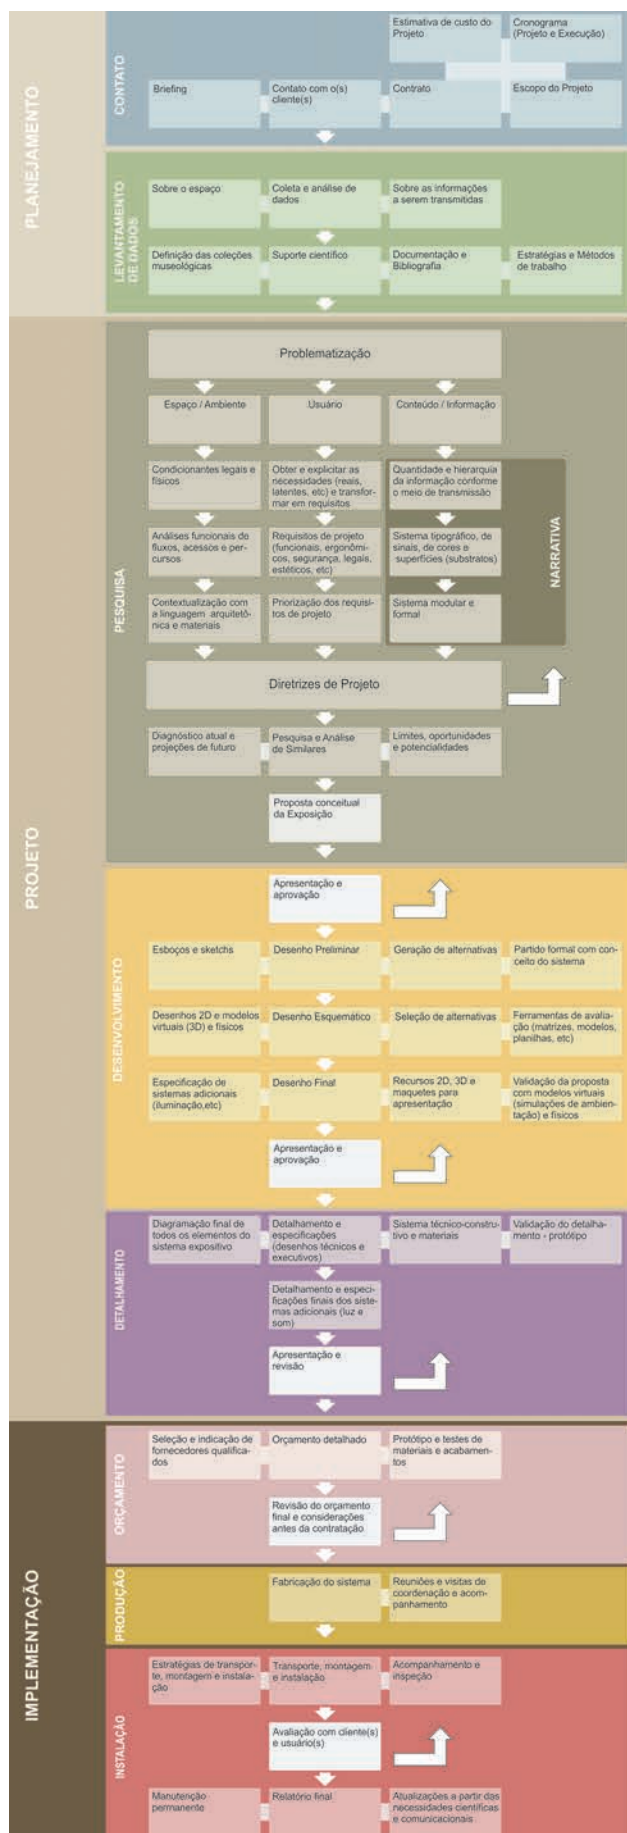 PLANEJAMENTO
CONTATO
Estimativa de custo do
Projeto
Cronograma
(Projeto e Execução)
Briefing
Contato com o(s)
cliente(s)
Contrato
Escopo do Projeto
LEVANTAMENTO
DE DADOS
Sobre o espaço
Coleta e análise de
dados
Sobre as informações
a serem transmitidas
Definição das coleções
museológicas
Suporte científico
Documentação e
Bibliografia
Estratégias e Métodos
de trabalho
PROJETO
PESQUISA
Problematização
Espaço / Ambiente
Usuário
Conteúdo / Informação
Condicionantes legais e
físicos
Obter e explicitar as
necessidades (reais,
latentes, etc) e transfor-
mar em requisitos
Quantidade e hierarquia
da informação conforme
o meio de transmissão
NARRATIVA
Análises funcionais de
fluxos, acessos e per-
cursos
Requisitos de projeto
(funcionais, ergonômi-
cos, segurança, legais,
estéticos, etc)
Sistema tipográfico, de
sinais, de cores e
superfícies (substratos)
Contextualização com
a linguagem arquitetô-
nica e materiais
Priorização dos requisi-
tos de projeto
Sistema modular e
formal
Diretrizes de Projeto
Diagnóstico atual e
projeções de futuro
Pesquisa e Análise
de Similares
Limites, oportunidades
e potencialidades
Proposta conceitual
da Exposição
DESENVOLVIMENTO
Apresentação e
aprovação
Esboços e sketchs
Desenho Preliminar
Geração de alternativas
Partido formal com con-
ceito do sistema
Desenhos 2D e modelos
virtuais (3D) e físicos
Desenho Esquemático
Seleção de alternativas
Ferramentas de avalia-
ção (matrizes, modelos,
planilhas, etc)
Especificação de
sistemas adicionais
(iluminação,etc)
Desenho Final
Recursos 2D, 3D e
maquetes para
apresentação
Validação da proposta
com modelos virtuais
(simulações de ambien-
tação) e físicos
Apresentação e
aprovação
DETALHAMENTO
Diagramação final de
todos os elementos do
sistema expositivo
Detalhamento e
especificações
(desenhos técnicos e
executivos)
Sistema técnico-constru-
tivo e materiais
Validação do detalha-
mento - protótipo
Detalhamento e especi-
ficações finais dos siste-
mas adicionais (luz e
som)
Apresentação e
revisão
IMPLEMENTAÇÃO
ORÇAMENTO
Seleção e indicação de
fornecedores qualifica-
dos
Orçamento detalhado
Protótipo e testes de
materiais e acabamen-
tos
Revisão do orçamento
final e considerações
antes da contratação
PRODUÇÃO
Fabricação do sistema
Reuniões e visitas de
coordenação e acom-
panhamento
INSTALAÇÃO
Estratégias de transpor-
te, montagem e instala-
ção
Transporte, montagem
e instalação
Acompanhamento e
inspeção
Avaliação com cliente(s)
e usuário(s)
Manutenção
permanente
Relatório final
Atualizações a partir das
necessidades científicas
e comunicacionais